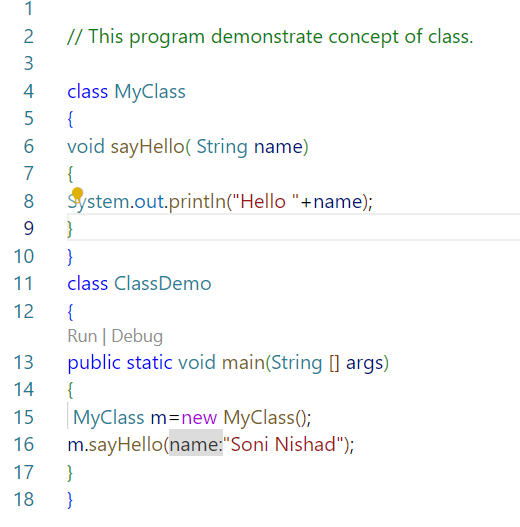 1
2 // This program demonstrate concept of class.
3
4 class MyClass
5 {
6 void sayHello( String name)
7 {
8 System.out.println("Hello "+name);
9 }
10 }
11 class ClassDemo
12 {
Run | Debug
13 public static void main(String [] args)
14 {
15 MyClass m=new MyClass();
16 m.sayHello(name:"Soni Nishad");
17 }
18 }